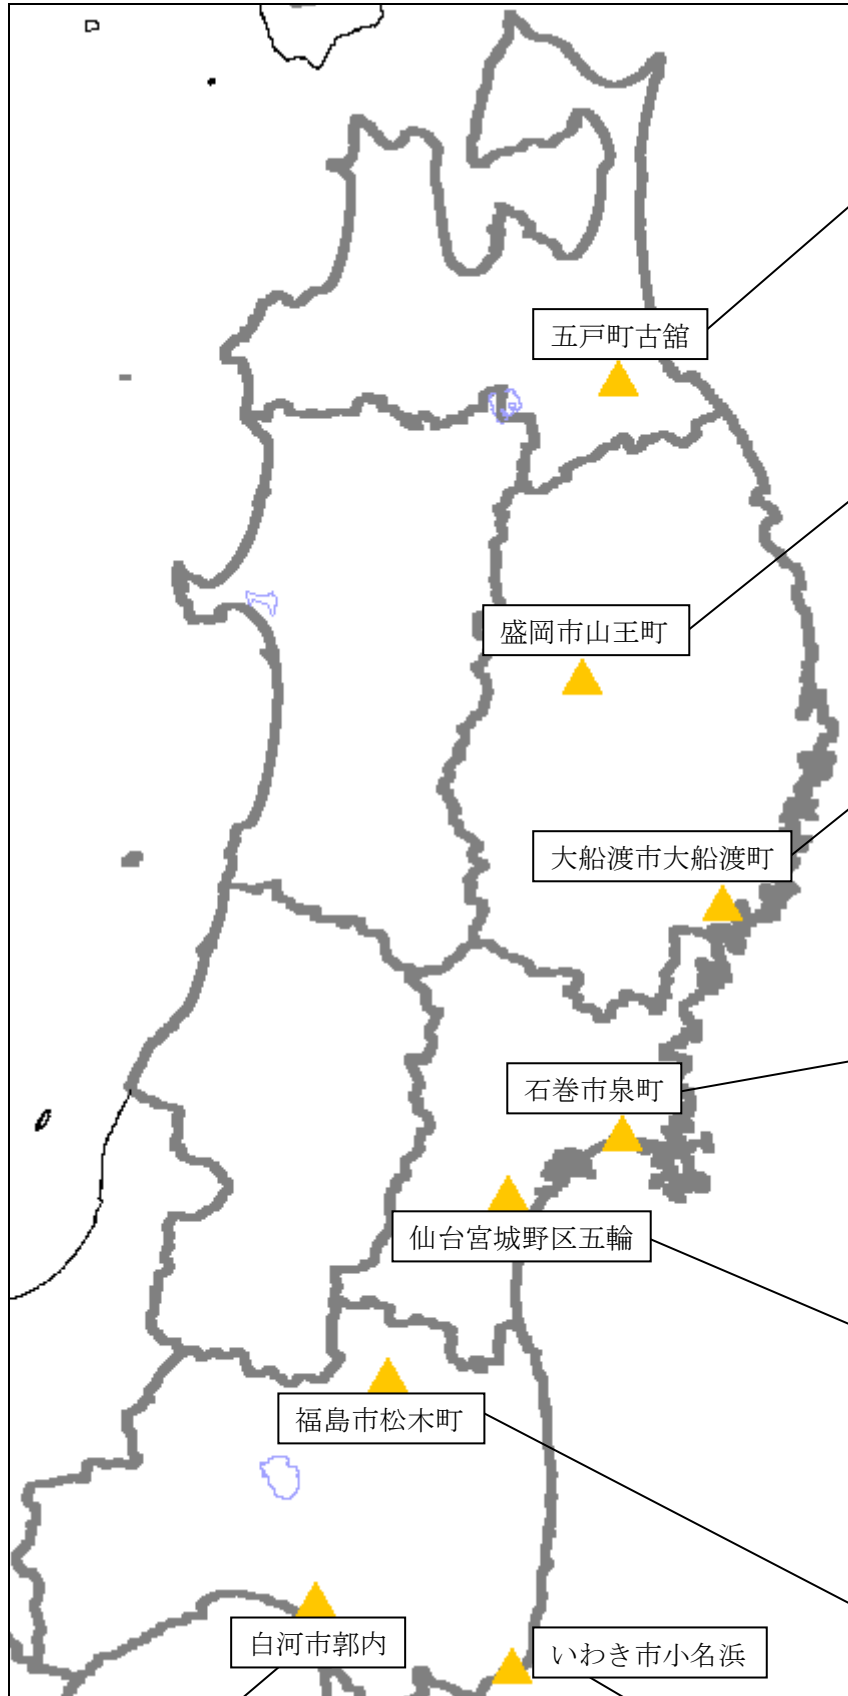 五戸町古舘
盛岡市山王町
大船渡市大船渡町
石巻市泉町
仙台宮城野区五輪
福島市松木町
白河市郭内
いわき市小名浜